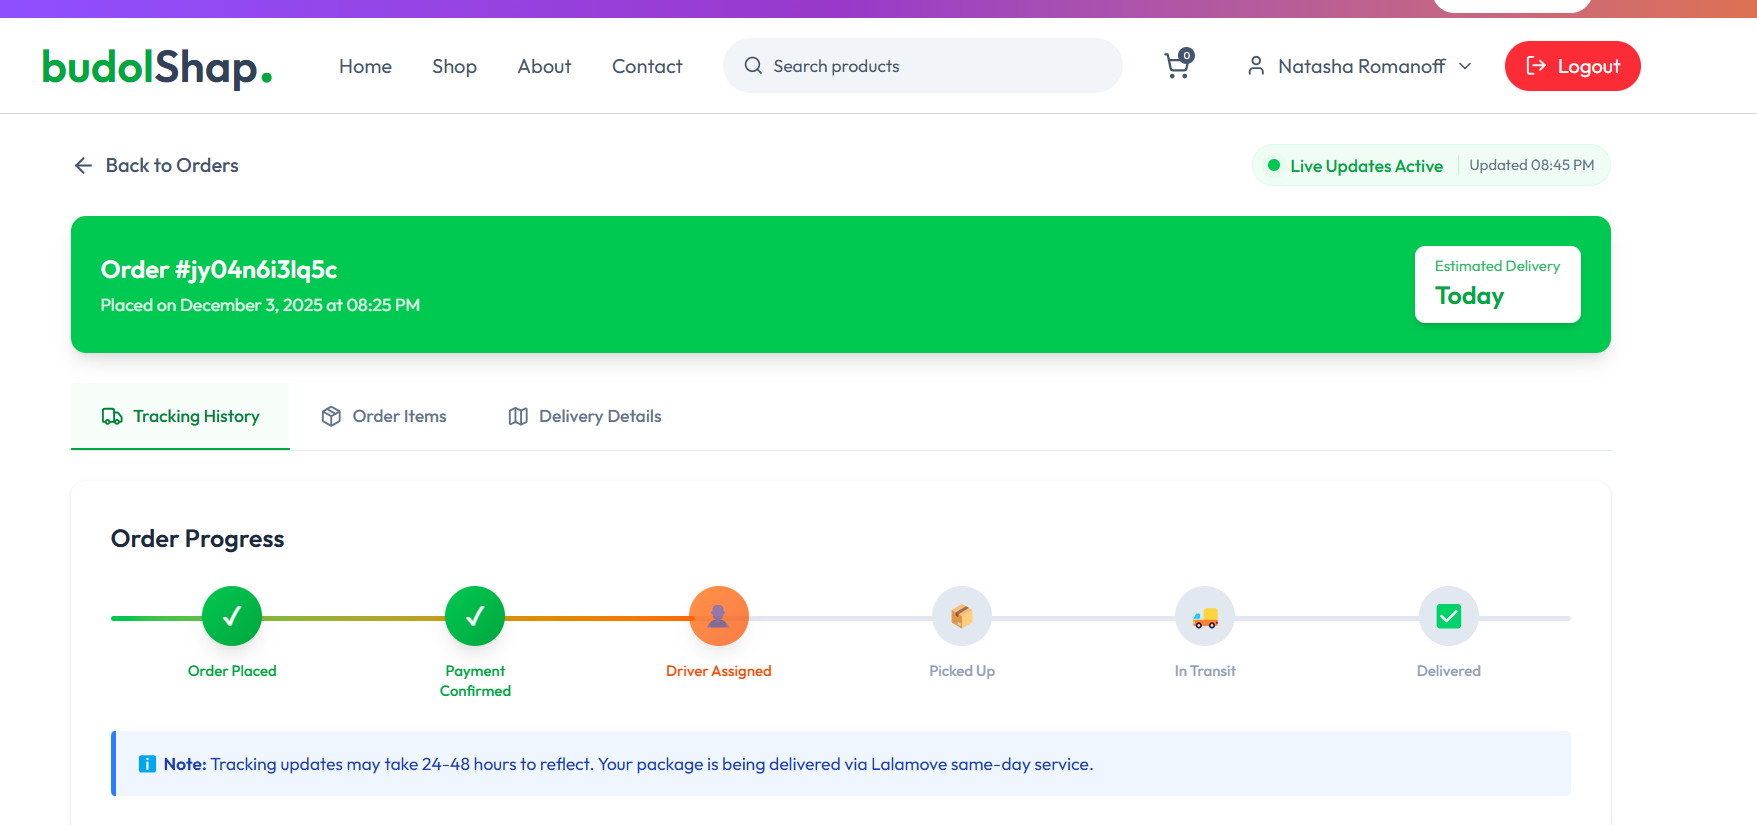 budolShap.
Home
Shop
About
Contact
Search products
0
Natasha Romanoff
Logout
Back to Orders
Live Updates Active
Updated 08:45 PM
Order #jy04n6i3lq5c
Placed on December 3, 2025 at 08:25 PM
Estimated Delivery
Today
Tracking History
Order Items
Delivery Details
Order Progress
Order Placed
Payment
Confirmed
Driver Assigned
Picked Up
In Transit
Delivered
Note: Tracking updates may take 24-48 hours to reflect. Your package is being delivered via Lalamove same-day service.